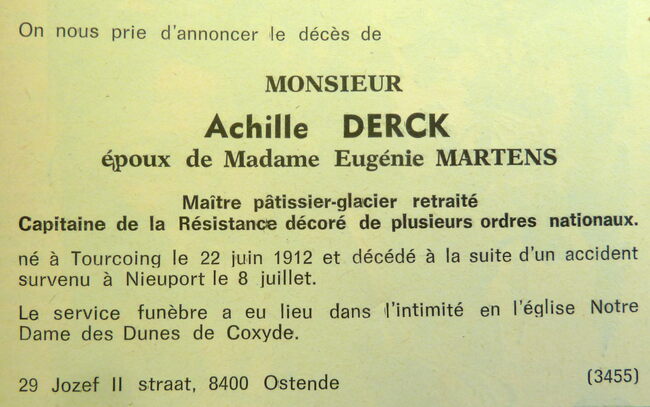 On nous prie d'annoncer le décès de
MONSIEUR
Achille DERCK
époux de Madame Eugénie MARTENS
Maître pâtissier-glacier retraité
Capitaine de la Résistance décoré de plusieurs ordres nationaux.
né à Tourcoing le 22 juin 1912 et décédé à la suite d'un accident
survenu à Nieuport le 8 juillet.
Le service funèbre a eu lieu dans l'intimité en l'église Notre
Dame des Dunes de Coxyde.
29 Jozef II straat, 8400 Ostende (3455)